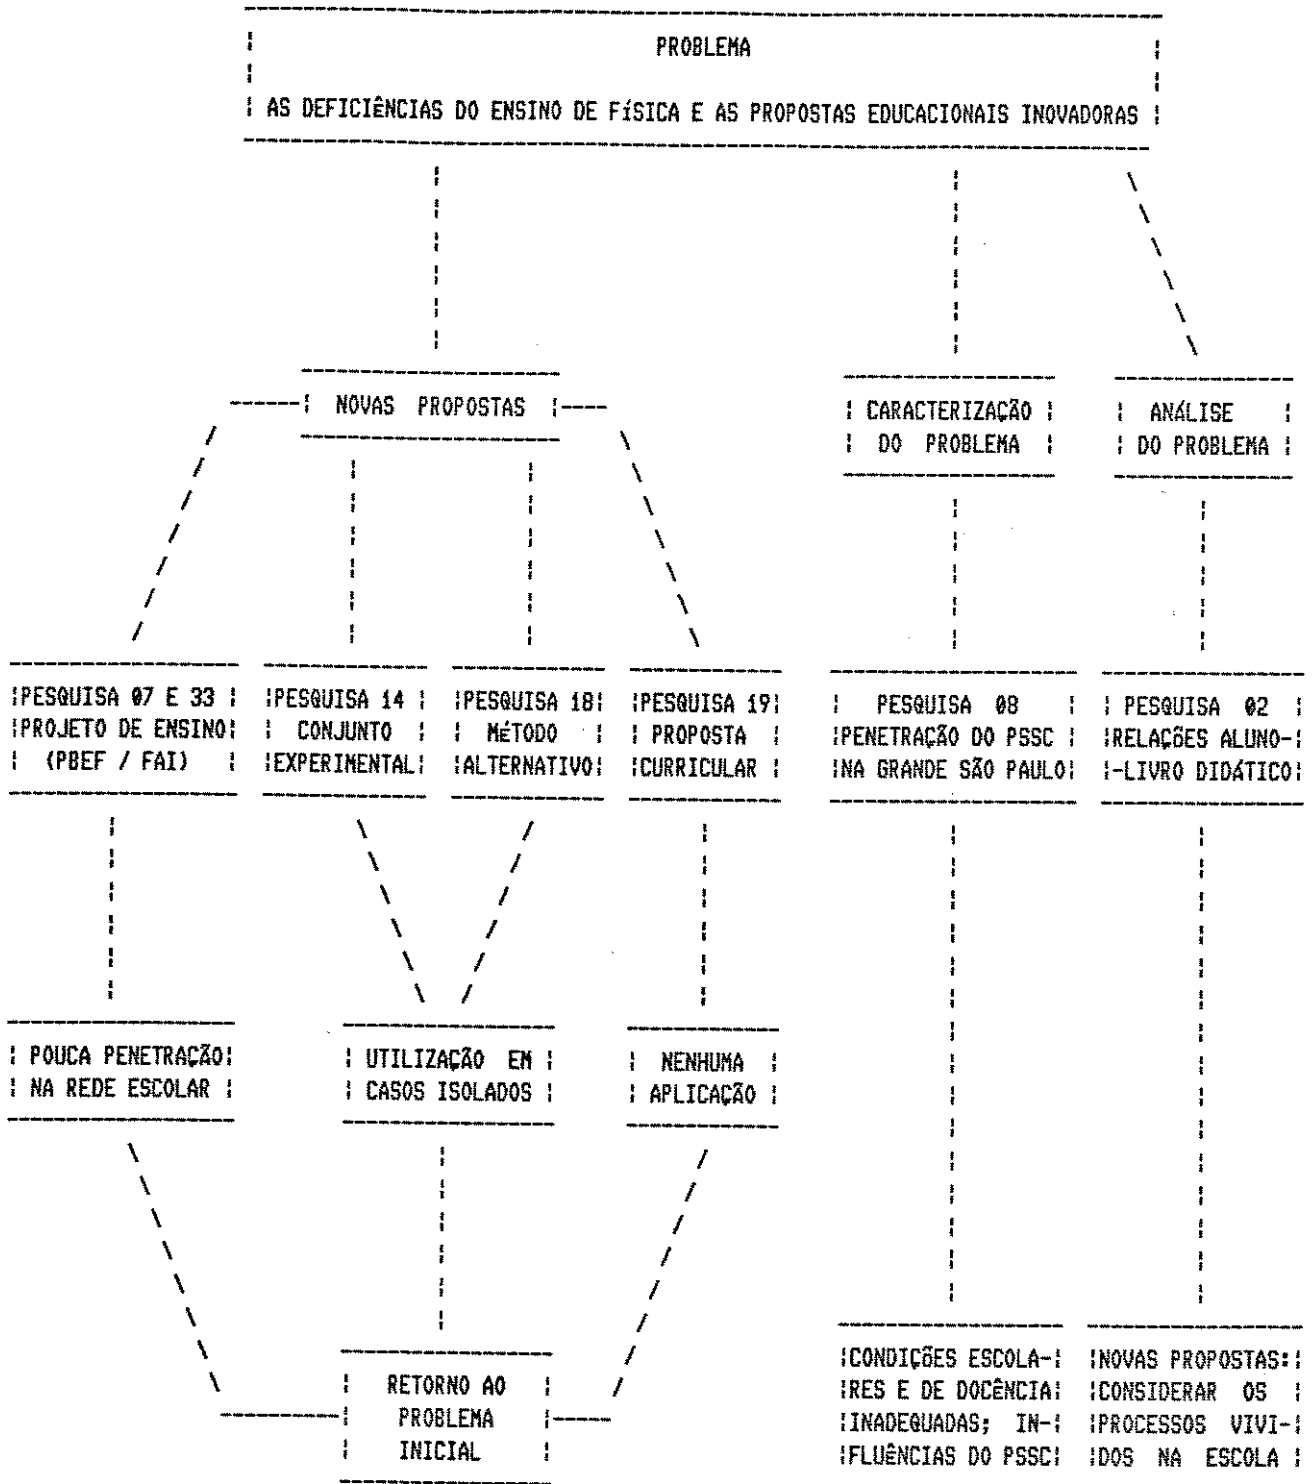 PROBLEMA
AS DEFICIÊNCIAS DO ENSINO DE FÍSICA E AS PROPOSTAS EDUCACIONAIS INOVADORAS
NOVAS PROPOSTAS
CARACTERIZAÇÃO
DO PROBLEMA
ANÁLISE
DO PROBLEMA
PESQUISA 07 E 33
PROJETO DE ENSINO
(PBEF / FAI)
PESQUISA 14
CONJUNTO
EXPERIMENTAL
PESQUISA 18
MÉTODO
ALTERNATIVO
PESQUISA 19
PROPOSTA
CURRICULAR
PESQUISA 08
PENETRAÇÃO DO PSSC
NA GRANDE SÃO PAULO
PESQUISA 02
RELAÇÕES ALUNO-
-LIVRO DIDÁTICO
POUCA PENETRAÇÃO
NA REDE ESCOLAR
UTILIZAÇÃO EM
CASOS ISOLADOS
NENHUMA
APLICAÇÃO
RETORNO AO
PROBLEMA
INICIAL
CONDIÇÕES ESCOLA-
RES E DE DOCÊNCIA
INADEQUADAS; IN-
FLUÊNCIAS DO PSSC
NOVAS PROPOSTAS:
CONSIDERAR OS
PROCESSOS VIVI-
DOS NA ESCOLA